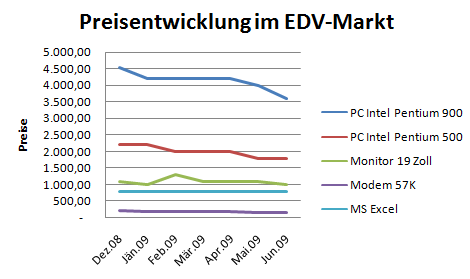 Preisentwicklung im EDV-Markt
5.000,00
4.500,00
4.000,00
3.500,00
3.000,00
2.500,00
2.000,00
1.500,00
1.000,00
500,00
-
Preise
Dez.08
Jän.09
Feb.09
Mär.09
Apr.09
Mai.09
Jun.09
PC Intel Pentium 900
PC Intel Pentium 500
Monitor 19 Zoll
Modem 57K
MS Excel